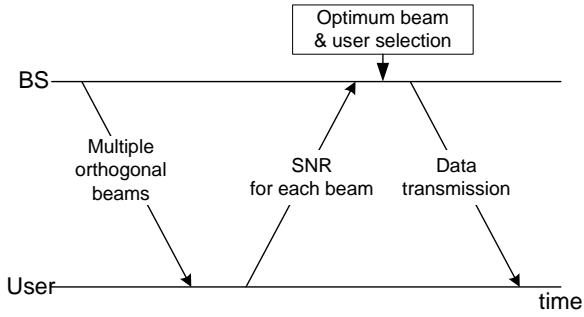 Optimum beam
& user selection
BS
Multiple
orthogonal
beams
SNR
for each beam
Data
transmission
User
time